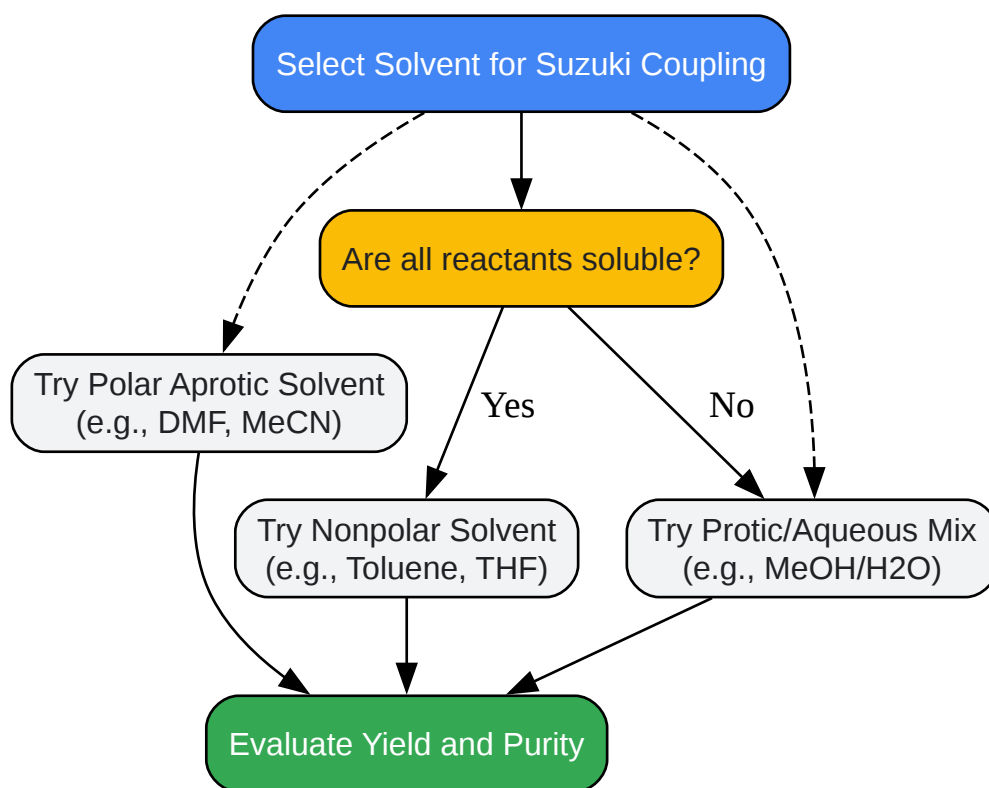 Select Solvent for Suzuki Coupling
Are all reactants soluble?
Try Polar Aprotic Solvent
(e.g., DMF, MeCN)
Yes
No
Try Nonpolar Solvent
(e.g., Toluene, THF)
Try Protic/Aqueous Mix
(e.g., MeOH/H2O)
Evaluate Yield and Purity